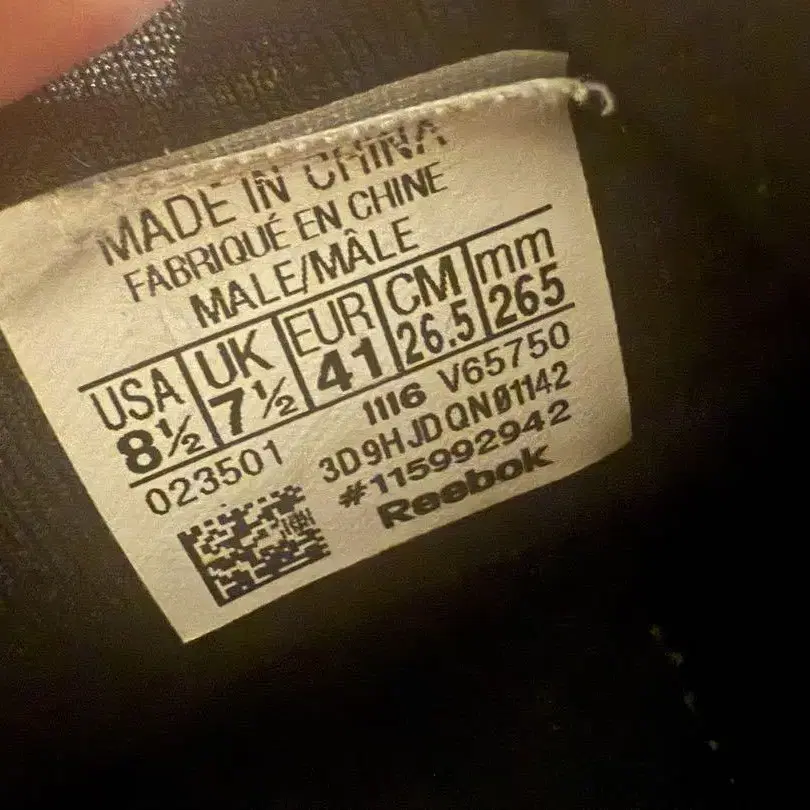 MADE IN CHINA
FABRIQUÉ EN CHINE
MALE/MÂLE
USA UK EUR CM mm
8½ 7½ 41 26.5 265
023501 1116 V65750
3D9HJDQN01142
#115992942
Reebok